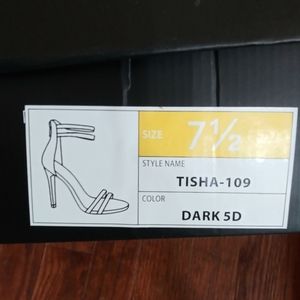 SIZE 7½
STYLE NAME
TISHA-109
COLOR
DARK 5D